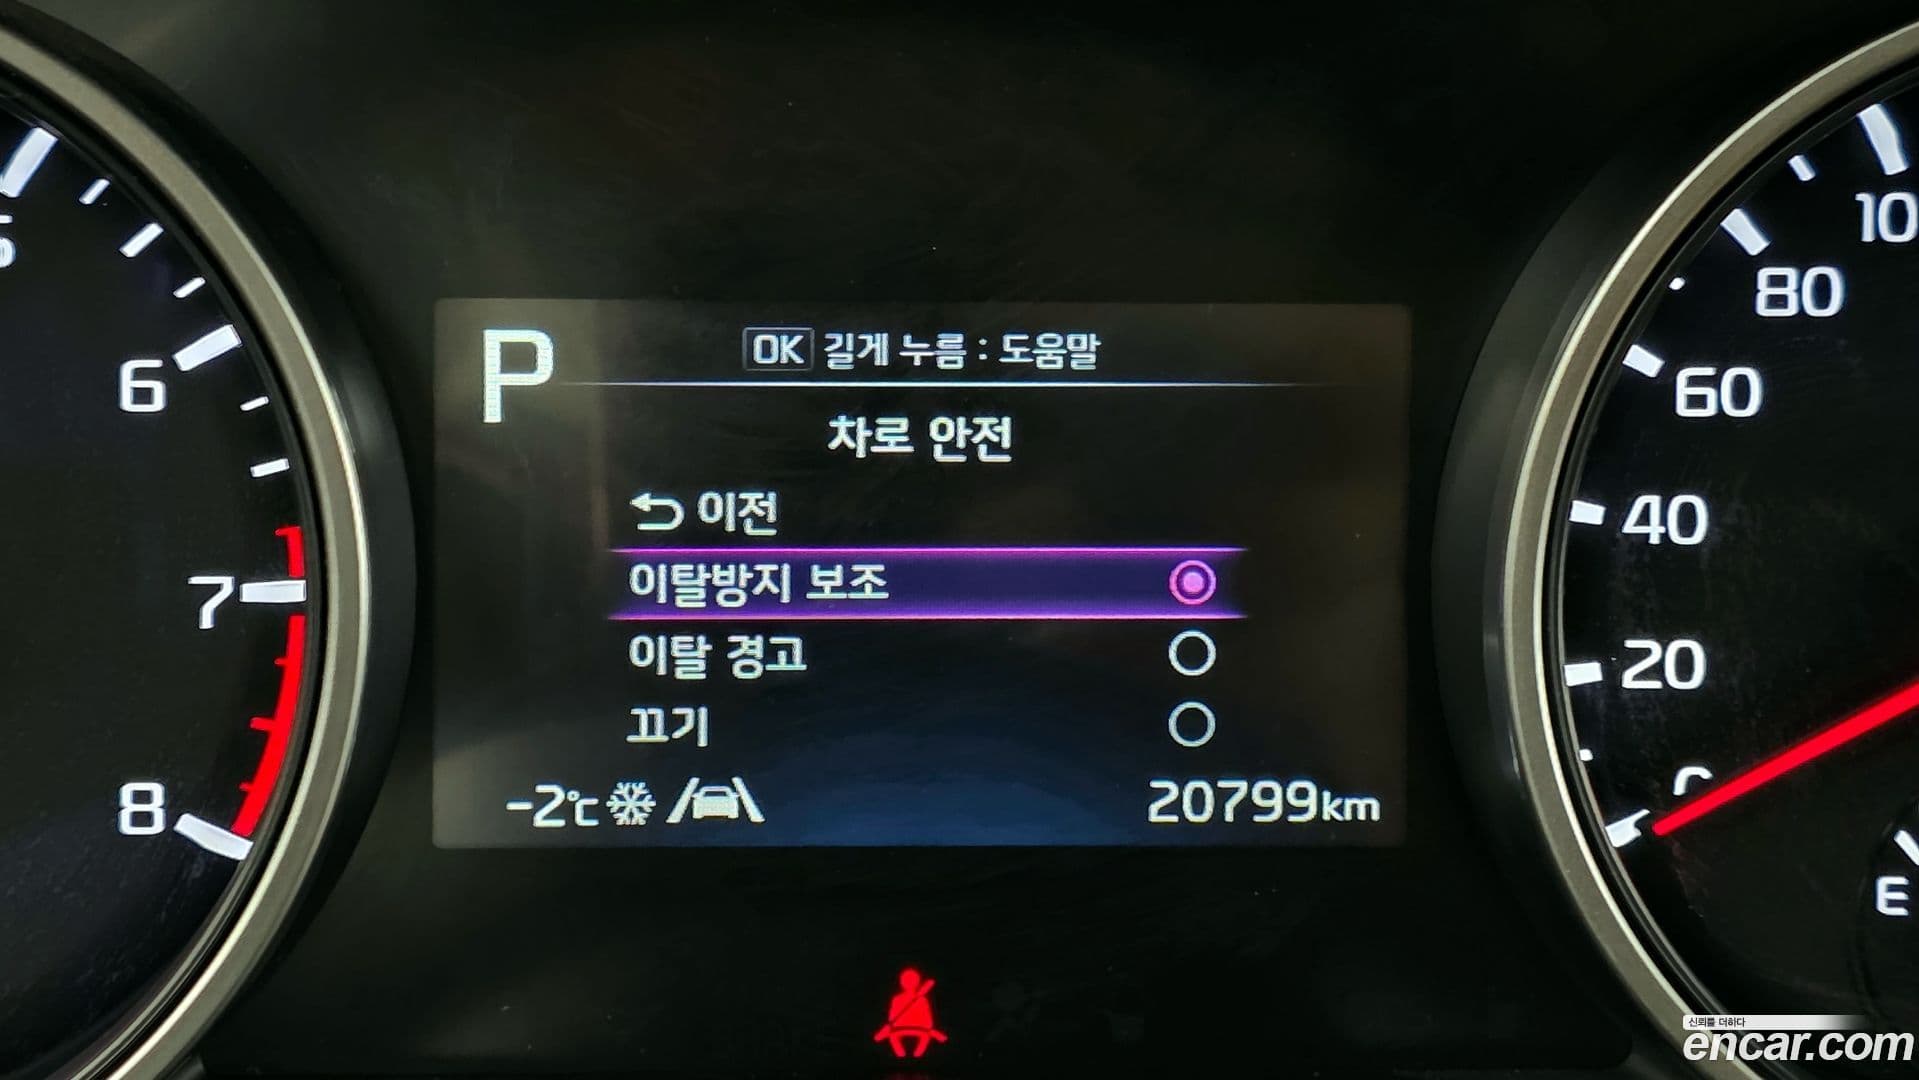 P
OK 길게 누름 : 도움말
차로 안전
이전
이탈방지 보조
이탈 경고
끄기
-2℃
20799km
5
6
7
8
100
80
60
40
20
0
E
신뢰를 더하다
encar.com